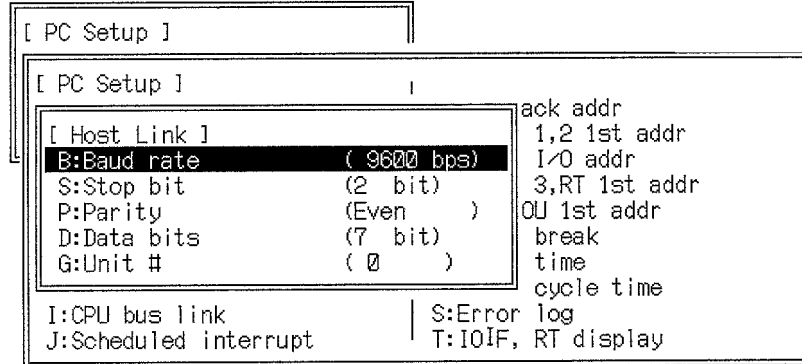 [ PC Setup ]
[ PC Setup ]
ack addr
[ Host Link ]
1,2 1st addr
B:Baud rate ( 9600 bps)
I/O addr
S:Stop bit (2 bit)
3,RT 1st addr
P:Parity (Even )
OU 1st addr
D:Data bits (7 bit)
break
G:Unit # ( 0 )
time
cycle time
I:CPU bus link
S:Error log
J:Scheduled interrupt
T:IOIF, RT display